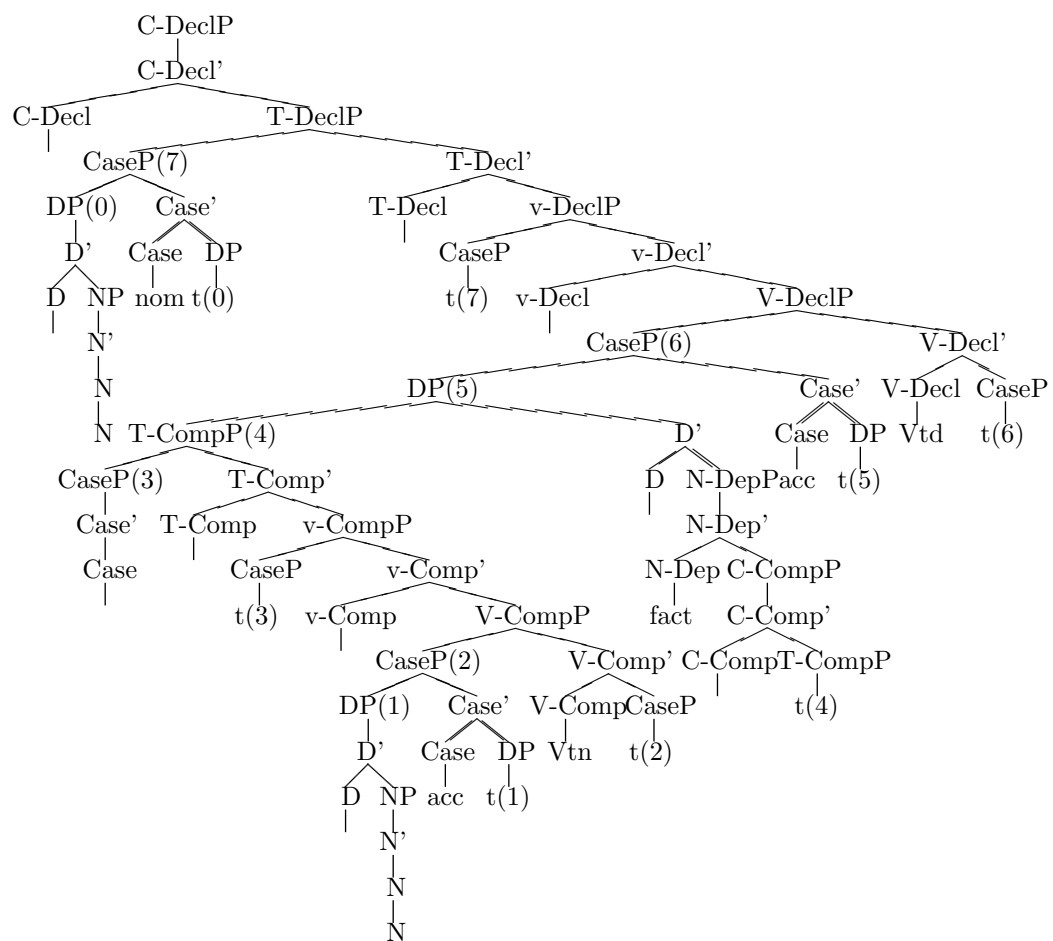 C-DeclP
C-Decl'
C-Decl T-DeclP
CaseP(7) T-Decl'
DP(0) Case' T-Decl v-DeclP
D' Case DP CaseP v-Decl'
D NP nom t(0) t(7) v-Decl V-DeclP
N' CaseP(6) V-Decl'
N DP(5) Case' V-Decl CaseP
N T-CompP(4) D' Case DP Vtd t(6)
CaseP(3) T-Comp' D N-DepP acc t(5)
Case' T-Comp v-CompP N-Dep'
Case CaseP v-Comp' N-Dep C-CompP
t(3) v-Comp V-CompP fact C-Comp'
CaseP(2) V-Comp' C-Comp T-CompP
DP(1) Case' V-Comp CaseP t(4)
D' Case DP Vtn t(2)
D NP acc t(1)
N'
N
N